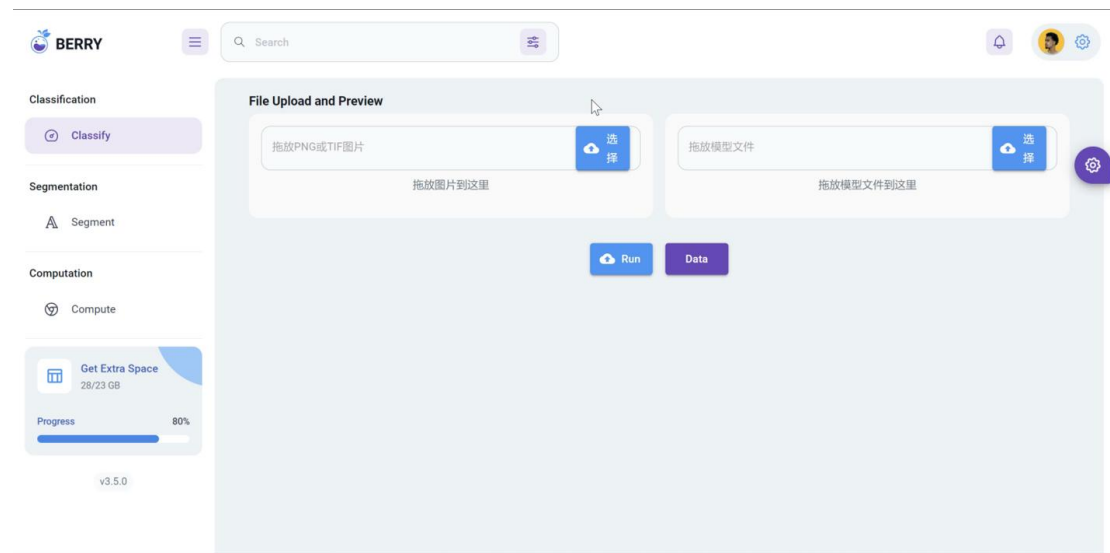 BERRY
Search
Classification
Classify
Segmentation
Segment
Computation
Compute
Get Extra Space
28/23 GB
Progress
80%
v3.5.0
File Upload and Preview
拖放PNG或TIF图片
选
择
拖放图片到这里
拖放模型文件
选
择
拖放模型文件到这里
Run
Data